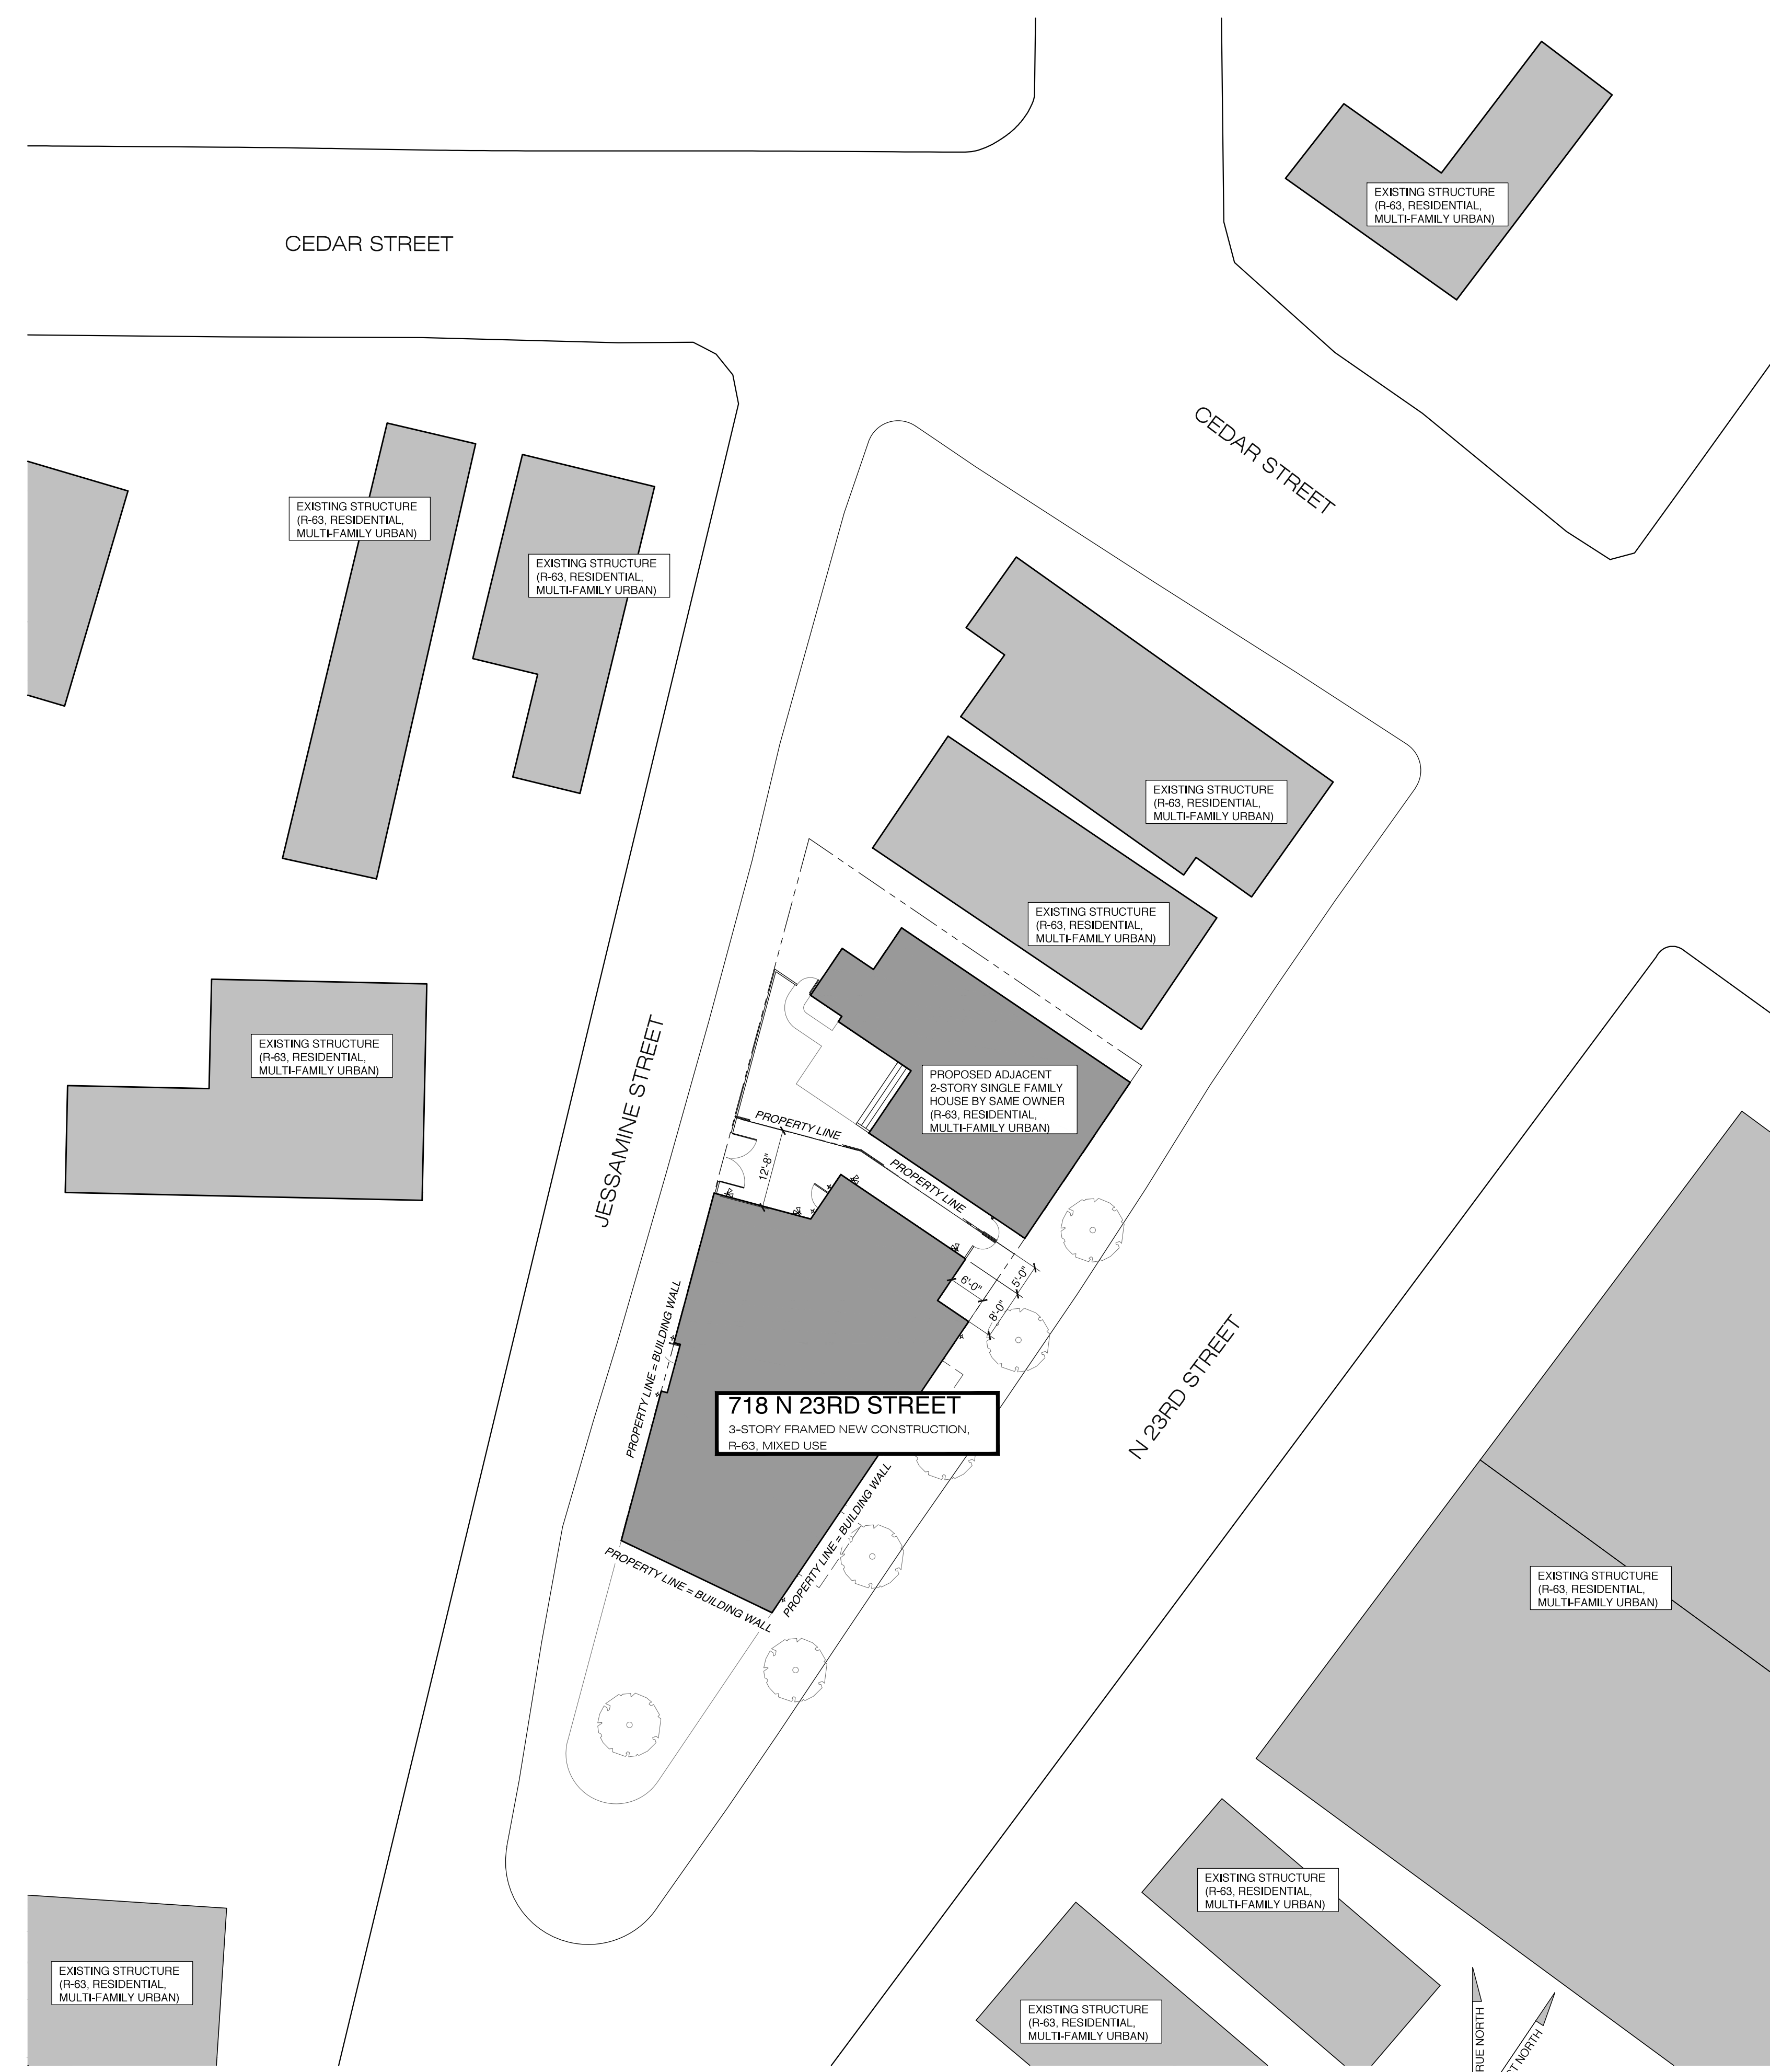 EXISTING STRUCTURE
(R-63, RESIDENTIAL,
MULTI-FAMILY URBAN)
CEDAR STREET
CEDAR STREET
EXISTING STRUCTURE
(R-63, RESIDENTIAL,
MULTI-FAMILY URBAN)
EXISTING STRUCTURE
(R-63, RESIDENTIAL,
MULTI-FAMILY URBAN)
EXISTING STRUCTURE
(R-63, RESIDENTIAL,
MULTI-FAMILY URBAN)
EXISTING STRUCTURE
(R-63, RESIDENTIAL,
MULTI-FAMILY URBAN)
EXISTING STRUCTURE
(R-63, RESIDENTIAL,
MULTI-FAMILY URBAN)
JESSAMINE STREET
PROPOSED ADJACENT
2-STORY SINGLE FAMILY
HOUSE BY SAME OWNER
(R-63, RESIDENTIAL,
MULTI-FAMILY URBAN)
PROPERTY LINE
12'-8"
PROPERTY LINE
6'-0"
5'-0"
8'-0"
PROPERTY LINE = BUILDING WALL
718 N 23RD STREET
3-STORY FRAMED NEW CONSTRUCTION,
R-63, MIXED USE
N 23RD STREET
PROPERTY LINE = BUILDING WALL
PROPERTY LINE = BUILDING WALL
EXISTING STRUCTURE
(R-63, RESIDENTIAL,
MULTI-FAMILY URBAN)
EXISTING STRUCTURE
(R-63, RESIDENTIAL,
MULTI-FAMILY URBAN)
EXISTING STRUCTURE
(R-63, RESIDENTIAL,
MULTI-FAMILY URBAN)
EXISTING STRUCTURE
(R-63, RESIDENTIAL,
MULTI-FAMILY URBAN)
NORTH
NORTH